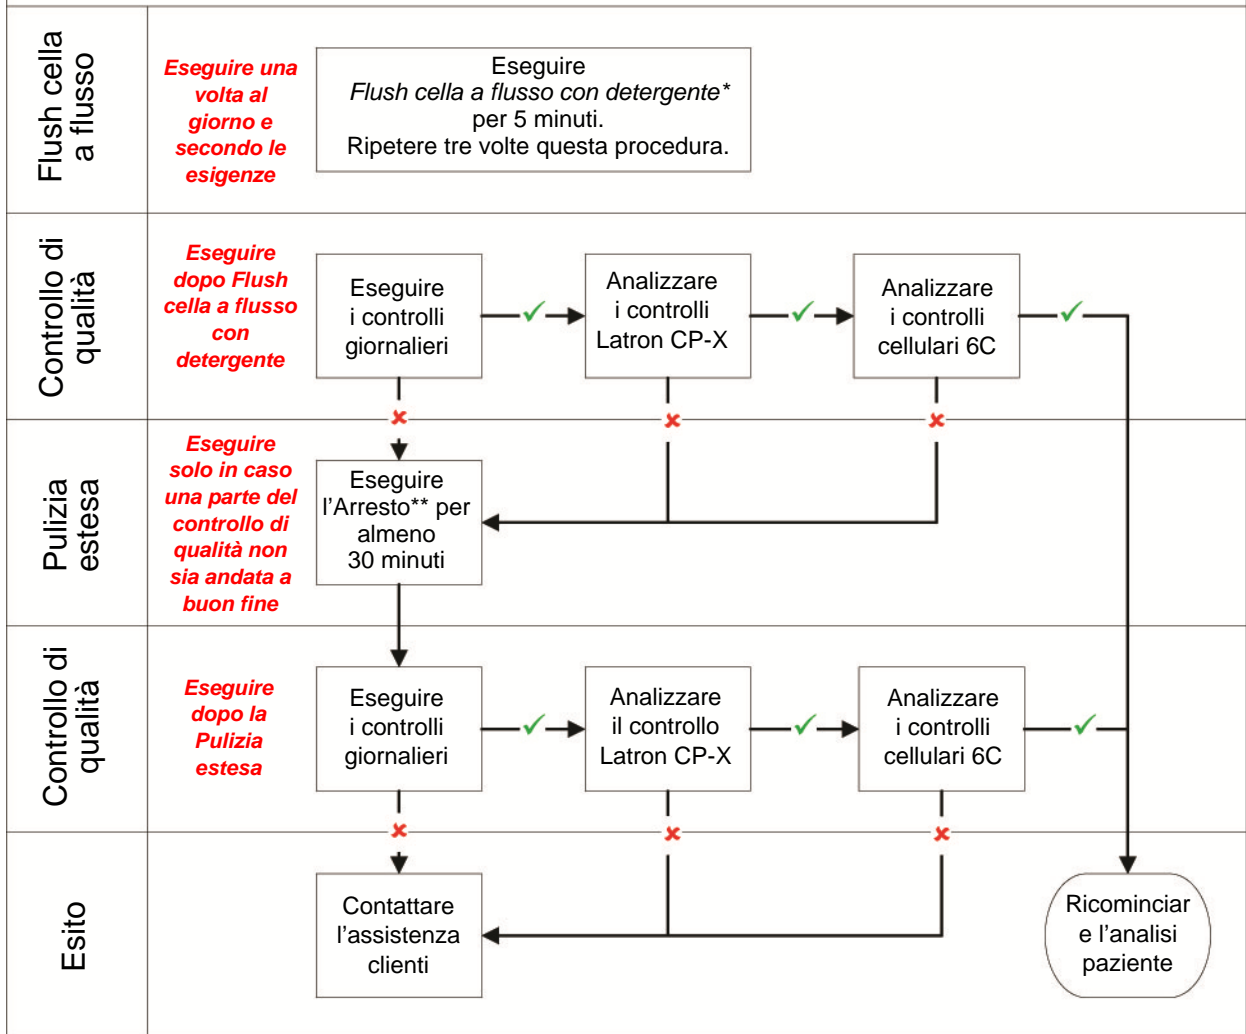 Flush cella
a flusso
Eseguire una
volta al
giorno e
secondo le
esigenze
Eseguire
Flush cella a flusso con detergente*
per 5 minuti.
Ripetere tre volte questa procedura.
Controllo di
qualità
Eseguire
dopo Flush
cella a flusso
con
detergente
Eseguire
i controlli
giornalieri
Analizzare
i controlli
Latron CP-X
Analizzare
i controlli
cellulari 6C
Pulizia
estesa
Eseguire
solo in caso
una parte del
controllo di
qualità non
sia andata a
buon fine
Eseguire
l'Arresto** per
almeno
30 minuti
Controllo di
qualità
Eseguire
dopo la
Pulizia
estesa
Eseguire
i controlli
giornalieri
Analizzare
il controllo
Latron CP-X
Analizzare
i controlli
cellulari 6C
Esito
Contattare
l'assistenza
clienti
Ricominciar
e l'analisi
paziente